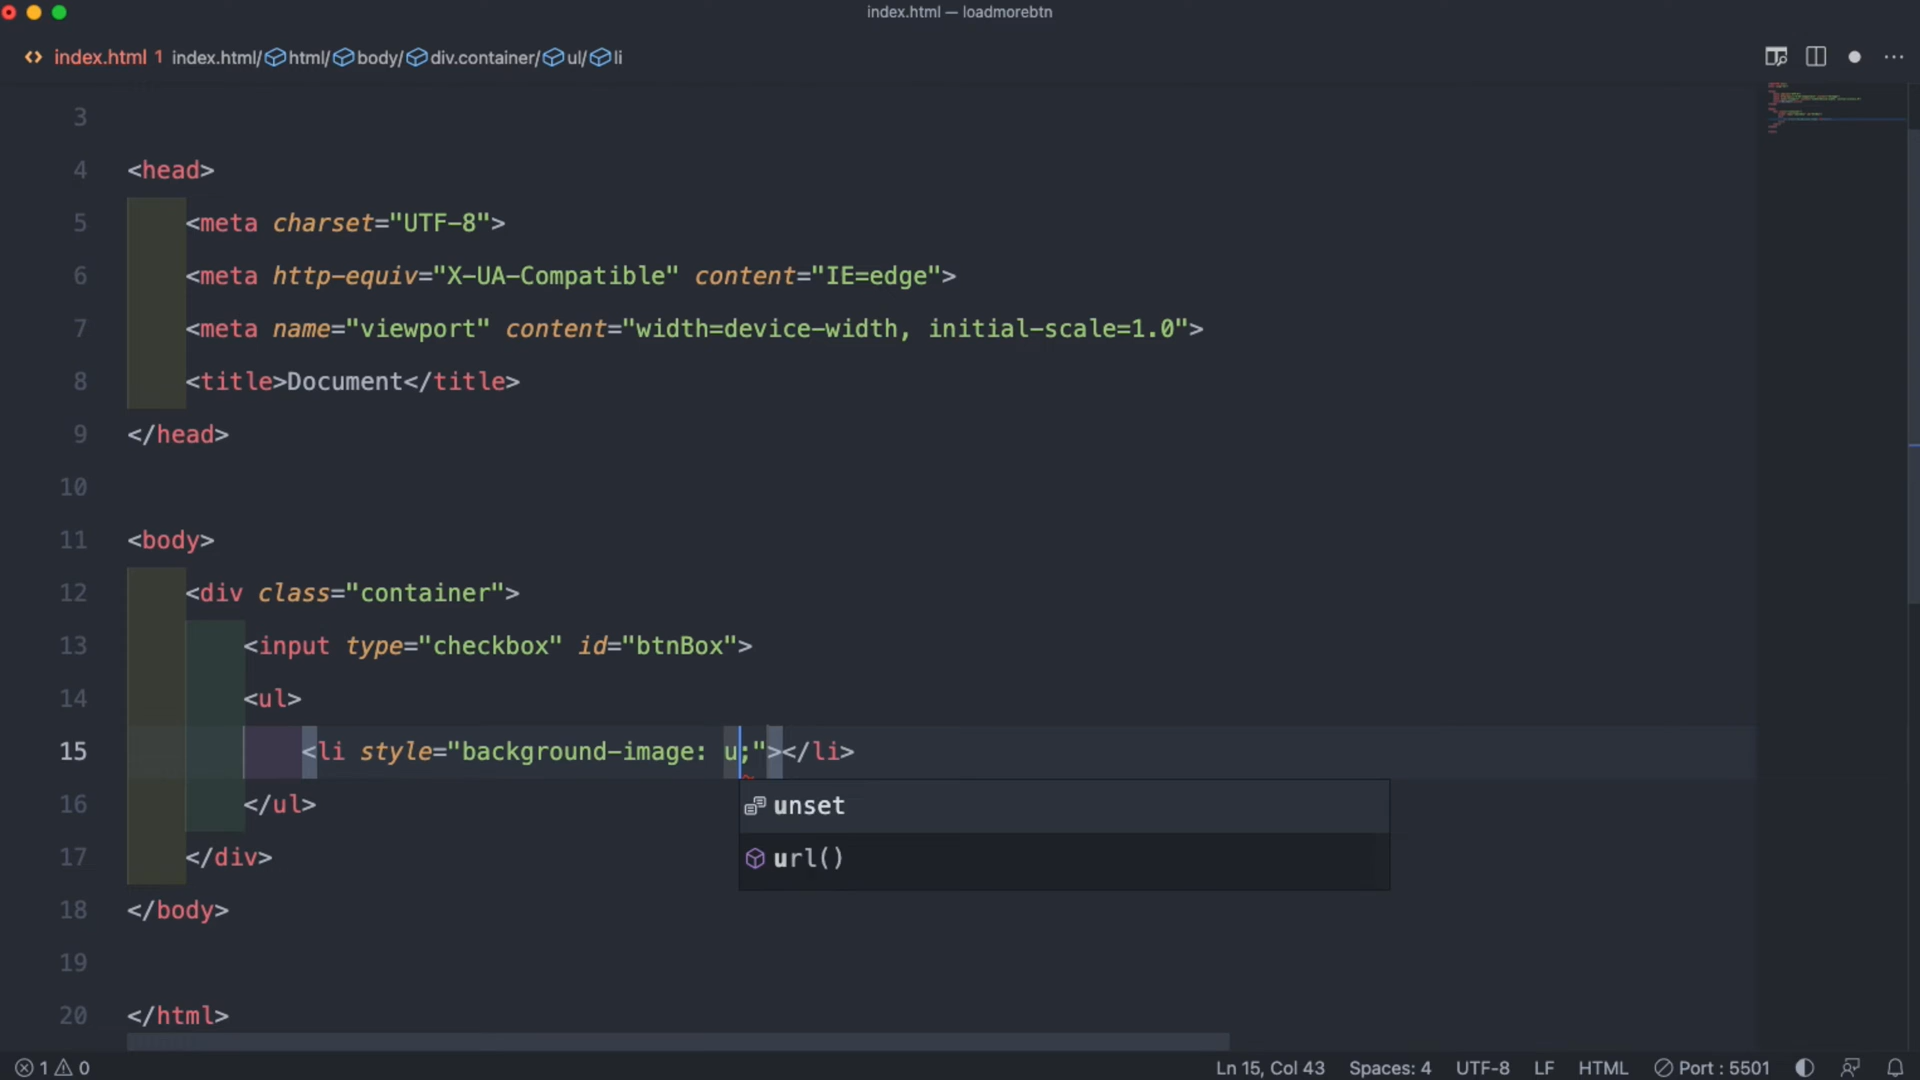 index.html — loadmorebtn
index.html 1 index.html/html/body/div.container/ul/li
3
4 <head>
5 <meta charset="UTF-8">
6 <meta http-equiv="X-UA-Compatible" content="IE=edge">
7 <meta name="viewport" content="width=device-width, initial-scale=1.0">
8 <title>Document</title>
9 </head>
10
11 <body>
12 <div class="container">
13 <input type="checkbox" id="btnBox">
14 <ul>
15 <li style="background-image: u;"></li>
unset
16 </ul>
17 </div>
url()
18 </body>
19
20 </html>
1 0 Ln 15, Col 43 Spaces: 4 UTF-8 LF HTML Port : 5501